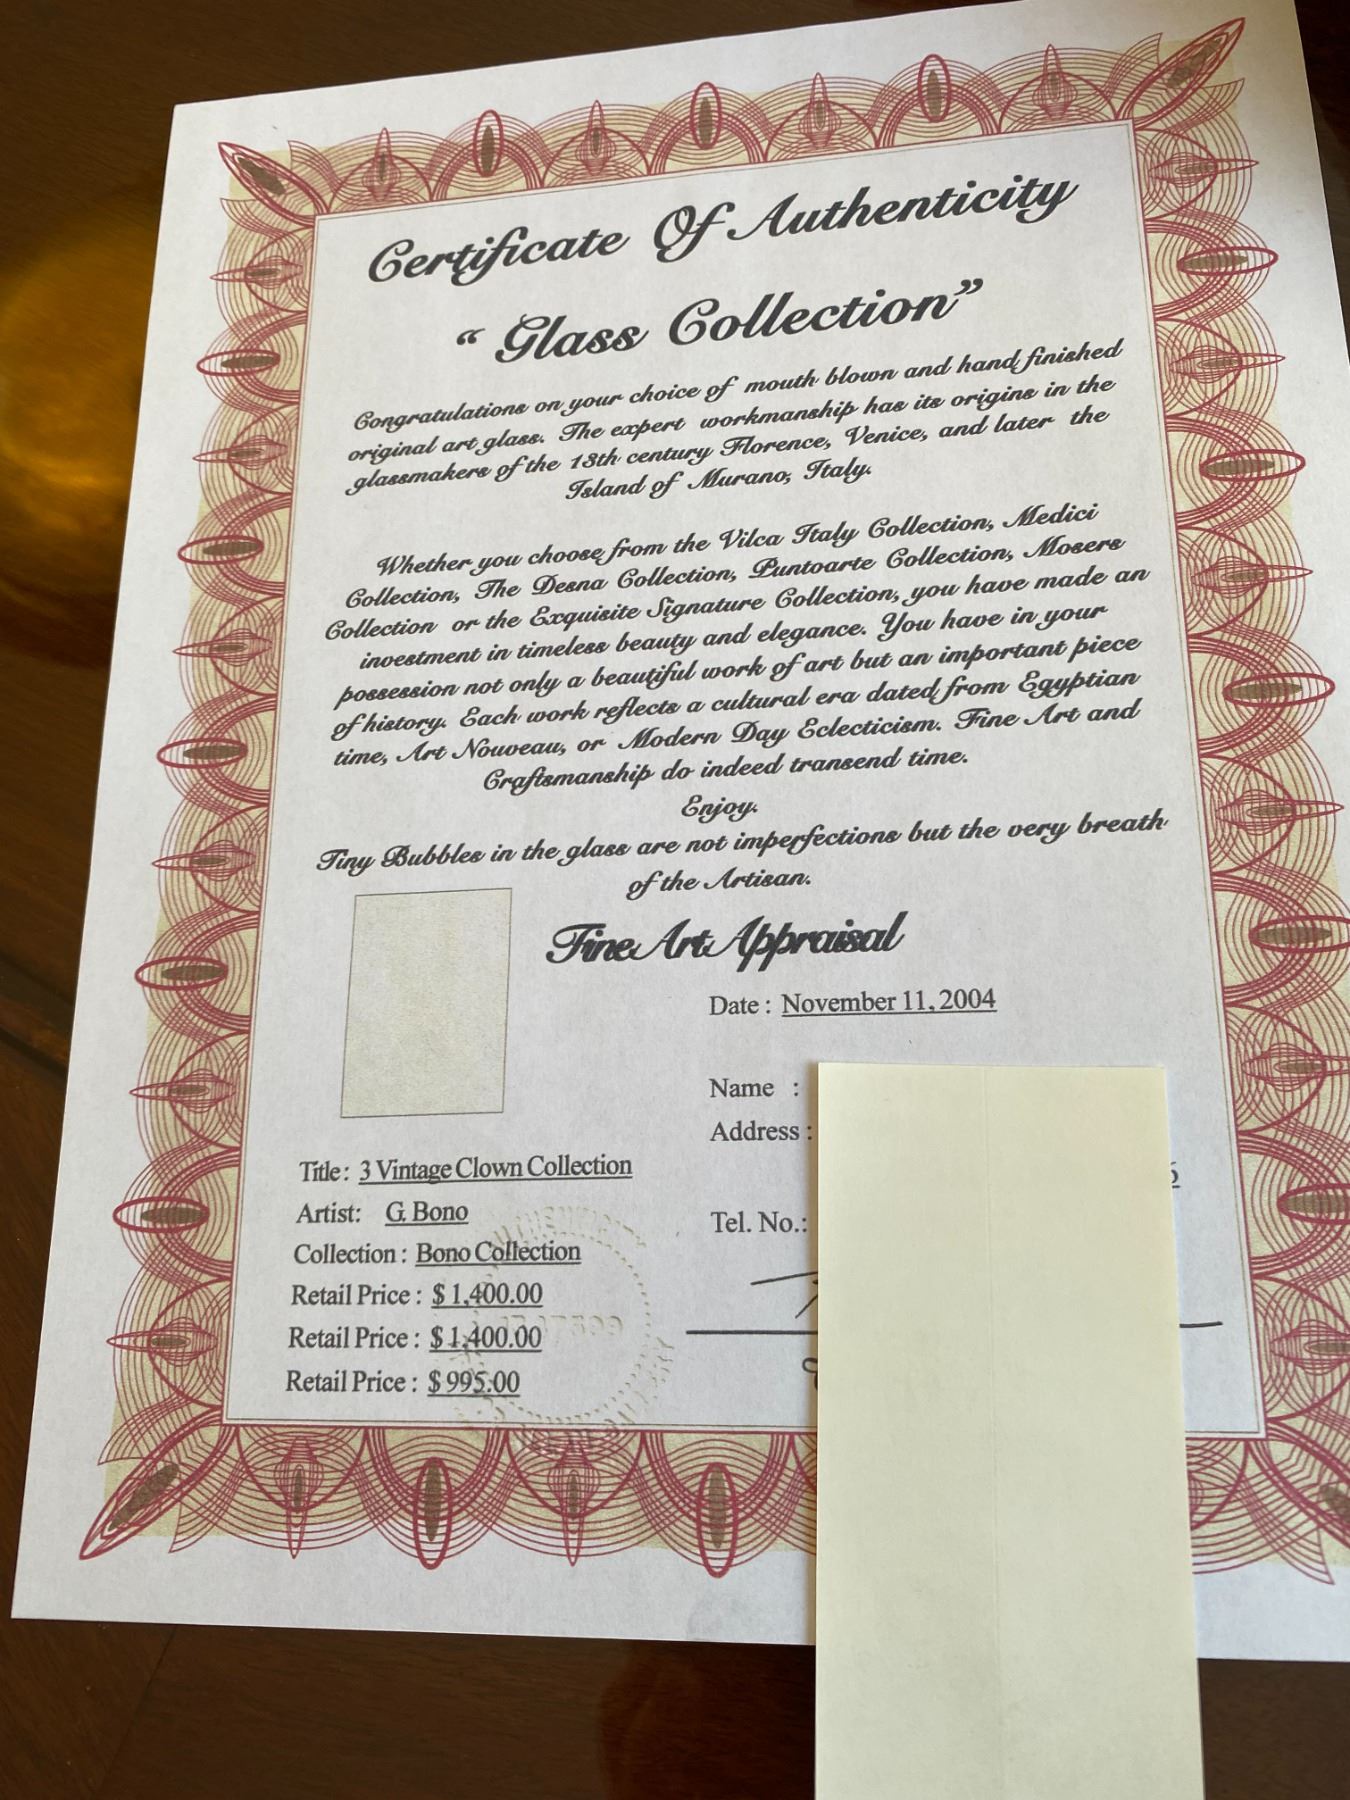 Certificate Of Authenticity
“ Glass Collection”
Congratulations on your choice of mouth blown and hand finished
original art glass. The expert workmanship has its origins in the
glassmakers of the 13th century Florence, Venice, and later the
Island of Murano, Italy.
Whether you choose from the Vilca Italy Collection, Medici
Collection, The Deena Collection, Puntoarte Collection, Mosers
Collection or the Exquisite Signature Collection, you have made an
investment in timeless beauty and elegance. You have in your
possession not only a beautiful work of art but an important piece
of history. Each work reflects a cultural era dated from Egyptian
time, Art Nouveau, or Modern Day Eclecticism. Fine Art and
Craftsmanship do indeed transend time.
Enjoy.
Tiny Bubbles in the glass are not imperfections but the very breath
of the Artisan.
Fine Art Appraisal
Date : November 11, 2004
Name :
Address :
Tel. No.:
Title : 3 Vintage Clown Collection
Artist: G. Bono
Collection : Bono Collection
Retail Price : $ 1,400.00
Retail Price : $ 1,400.00
Retail Price : $ 995.00